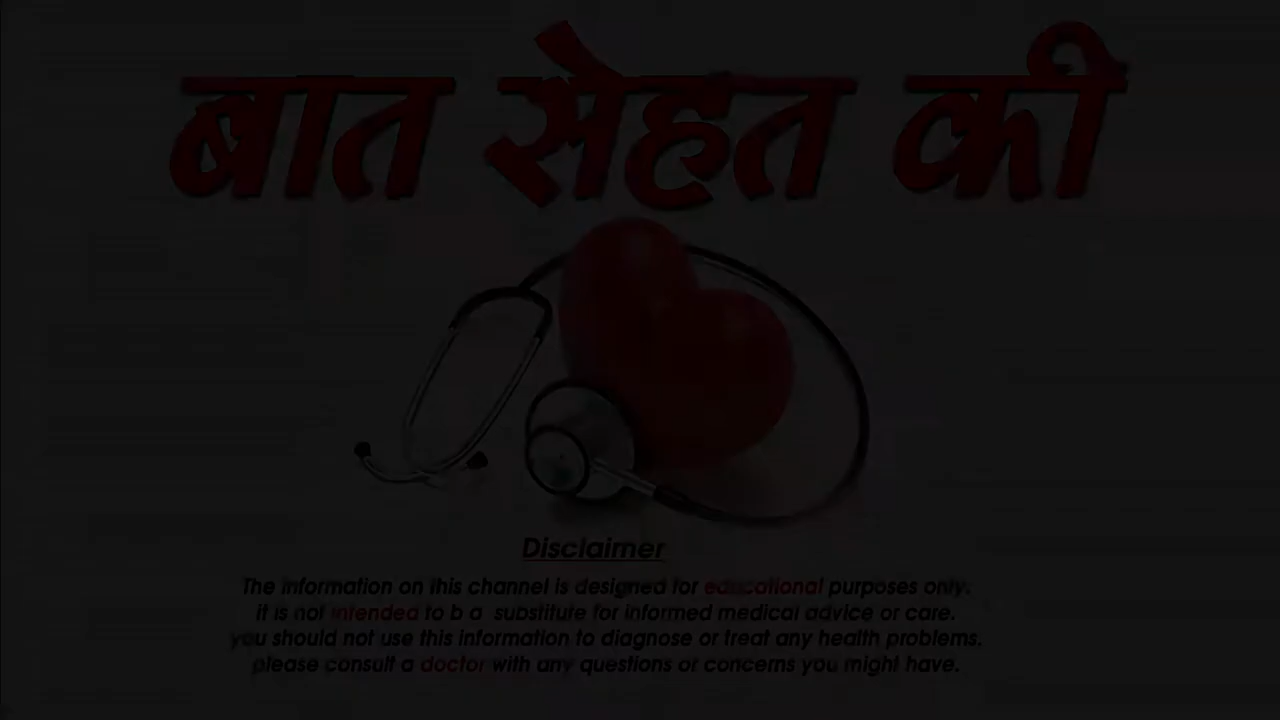 बात सेहत की
Disclaimer
The information on this channel is designed for educational purposes only.
it is not intended to b a substitute for informed medical advice or care.
you should not use this information to diagnose or treat any health problems.
please consult a doctor with any questions or concerns you might have.